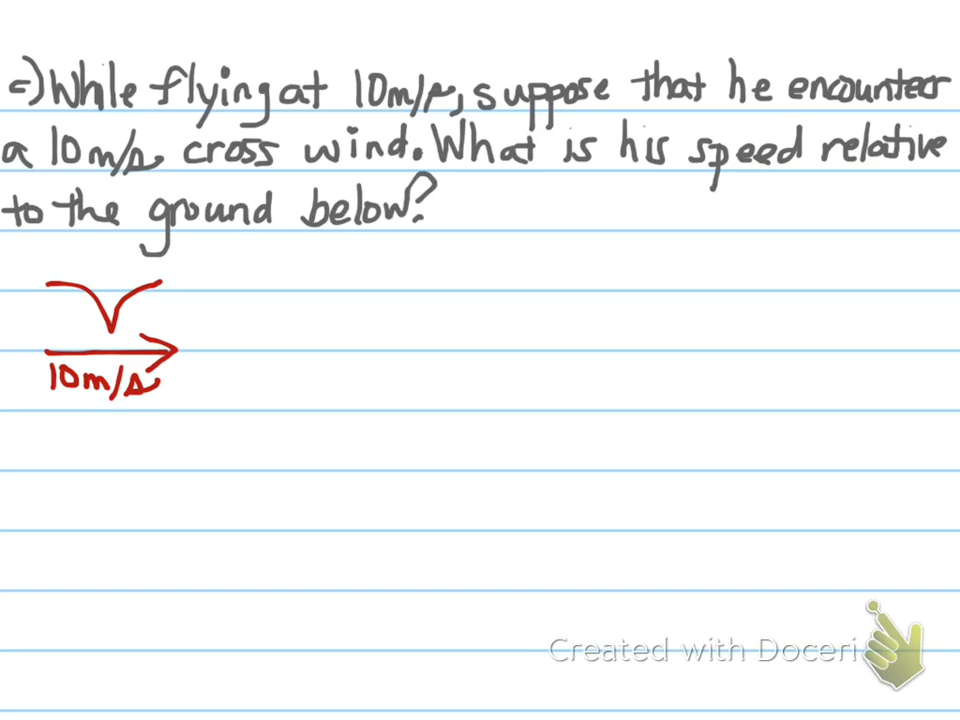 c) While flying at 10m/s, suppose that he encounters
a 10m/s cross wind. What is his speed relative
to the ground below?
10m/s
Created with Doceri